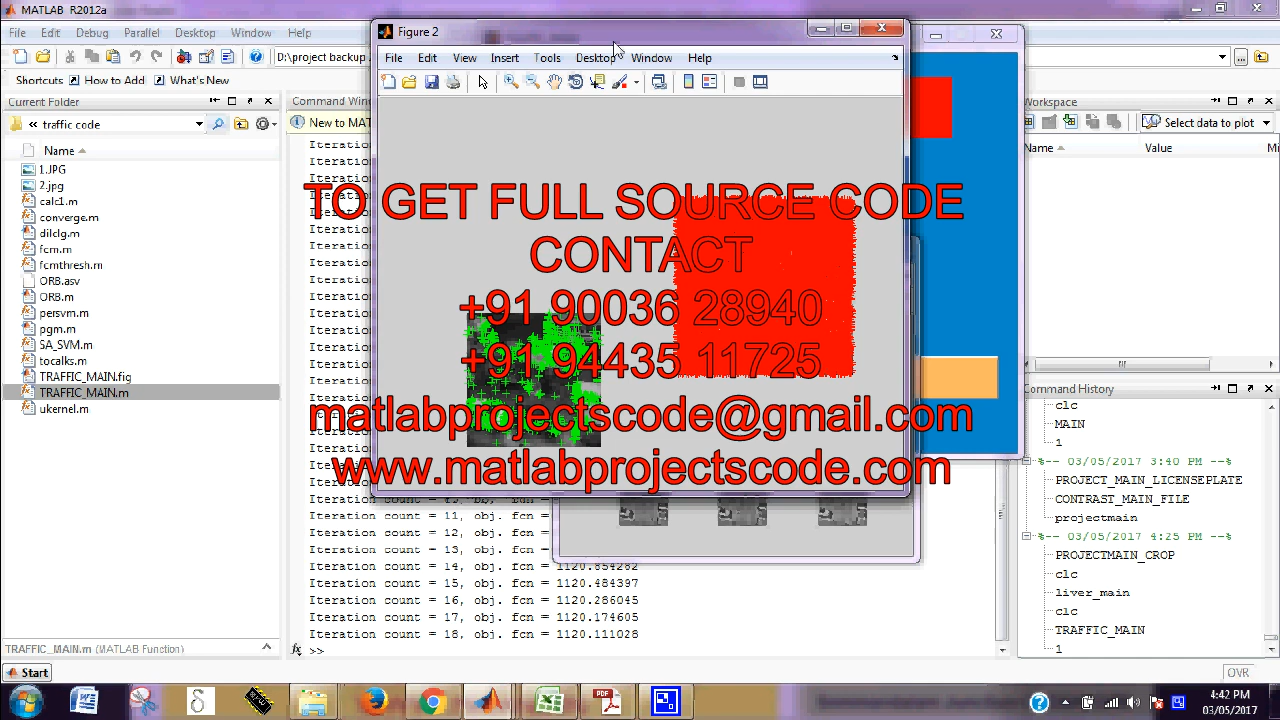 MATLAB R2012a
File Edit Debug Parallel Desktop Window Help
D:\project backup
Shortcuts How to Add What's New
Current Folder
« traffic code
Name
1.JPG
2.jpg
calc1.m
converge.m
dilclg.m
fcm.m
fcmthresh.m
ORB.asv
ORB.m
persvm.m
pgm.m
SA_SVM.m
tocalks.m
TRAFFIC_MAIN.fig
TRAFFIC_MAIN.m
ukernel.m
TRAFFIC_MAIN.m (MATLAB Function)
Start
Command Win
New to MAT
Iteration count = 11, obj. fcn =
Iteration count = 12, obj. fcn =
Iteration count = 13, obj. fcn =
Iteration count = 14, obj. fcn = 1120.854262
Iteration count = 15, obj. fcn = 1120.484397
Iteration count = 16, obj. fcn = 1120.286045
Iteration count = 17, obj. fcn = 1120.174605
Iteration count = 18, obj. fcn = 1120.111028
fx >>
Figure 2
File Edit View Insert Tools Desktop Window Help
TO GET FULL SOURCE CODE
CONTACT
+91 90036 28940
+91 94435 11725
matlabprojectscode@gmail.com
www.matlabprojectscode.com
Workspace
Select data to plot
Name Value Mi
Command History
clc
MAIN
1
%-- 03/05/2017 3:40 PM --%
PROJECT_MAIN_LICENSEPLATE
CONTRAST_MAIN_FILE
projectmain
%-- 03/05/2017 4:25 PM --%
PROJECTMAIN_CROP
clc
liver_main
clc
TRAFFIC_MAIN
1
OVR
4:42 PM
03/05/2017